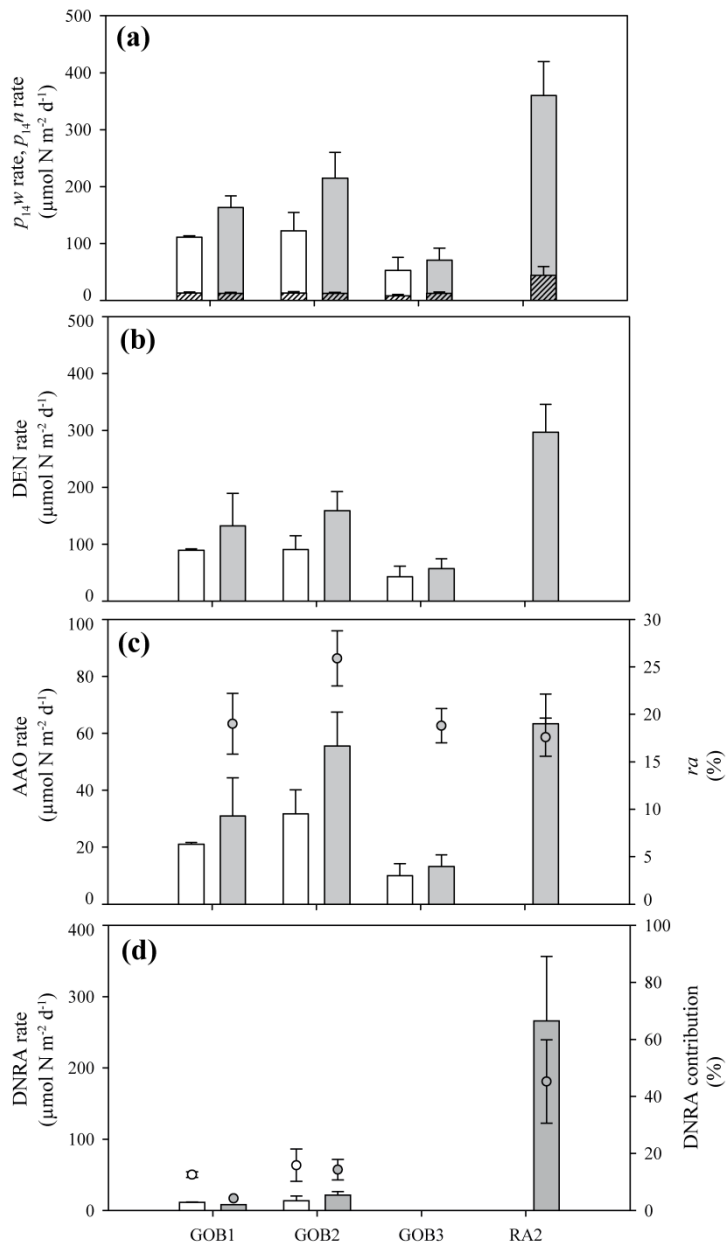 (a)
500
400
300
200
100
0
p₁₄w rate, p₁₄n rate
(µmol N m⁻² d⁻¹)
(b)
500
400
300
200
100
0
DEN rate
(µmol N m⁻² d⁻¹)
(c)
100
80
60
40
20
0
AAO rate
(µmol N m⁻² d⁻¹)
30
25
20
15
10
5
0
ra
(%)
(d)
400
300
200
100
0
DNRA rate
(µmol N m⁻² d⁻¹)
100
80
60
40
20
0
DNRA contribution
(%)
GOB1 GOB2 GOB3 RA2